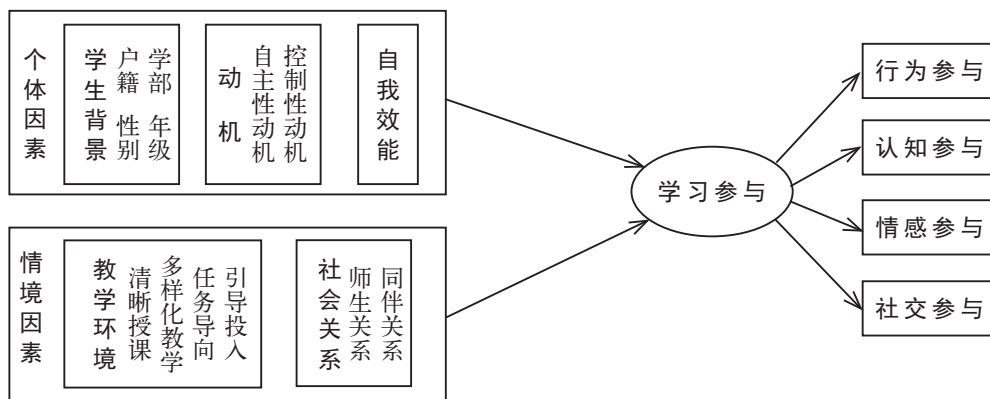 个体因素
学生背景
户籍 性别
学部 年级
动机
自主性动机
控制性动机
自我效能
情境因素
教学环境
清晰授课
多样化教学
任务导向
引导投入
社会关系
师生关系
同伴关系
学习参与
行为参与
认知参与
情感参与
社交参与